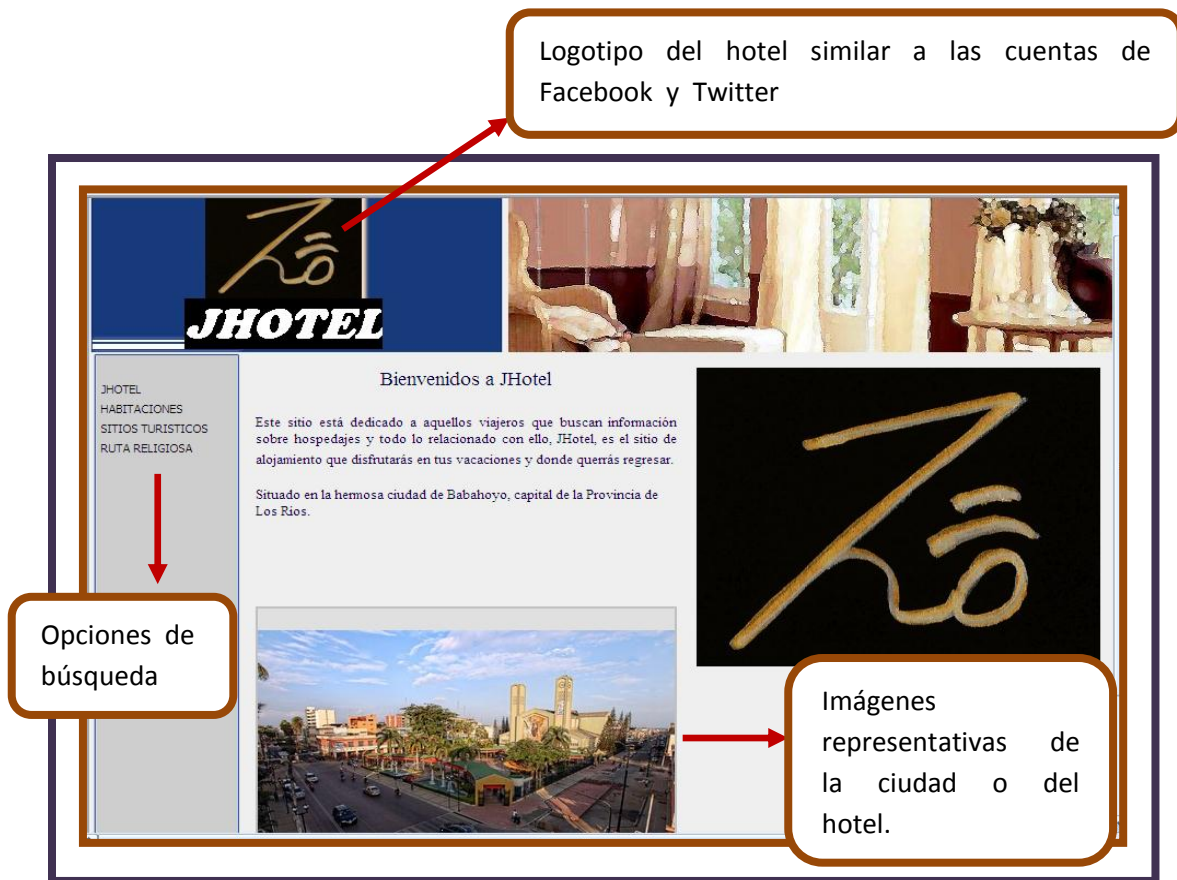 Logotipo del hotel similar a las cuentas de
Facebook y Twitter
JHOTEL
JHOTEL
HABITACIONES
SITIOS TURISTICOS
RUTA RELIGIOSA
Bienvenidos a JHotel
Este sitio está dedicado a aquellos viajeros que buscan información
sobre hospedajes y todo lo relacionado con ello, JHotel, es el sitio de
alojamiento que disfrutarás en tus vacaciones y donde querrás regresar.
Situado en la hermosa ciudad de Babahoyo, capital de la Provincia de
Los Rios.
Opciones de
búsqueda
Imágenes
representativas de
la ciudad o del
hotel.